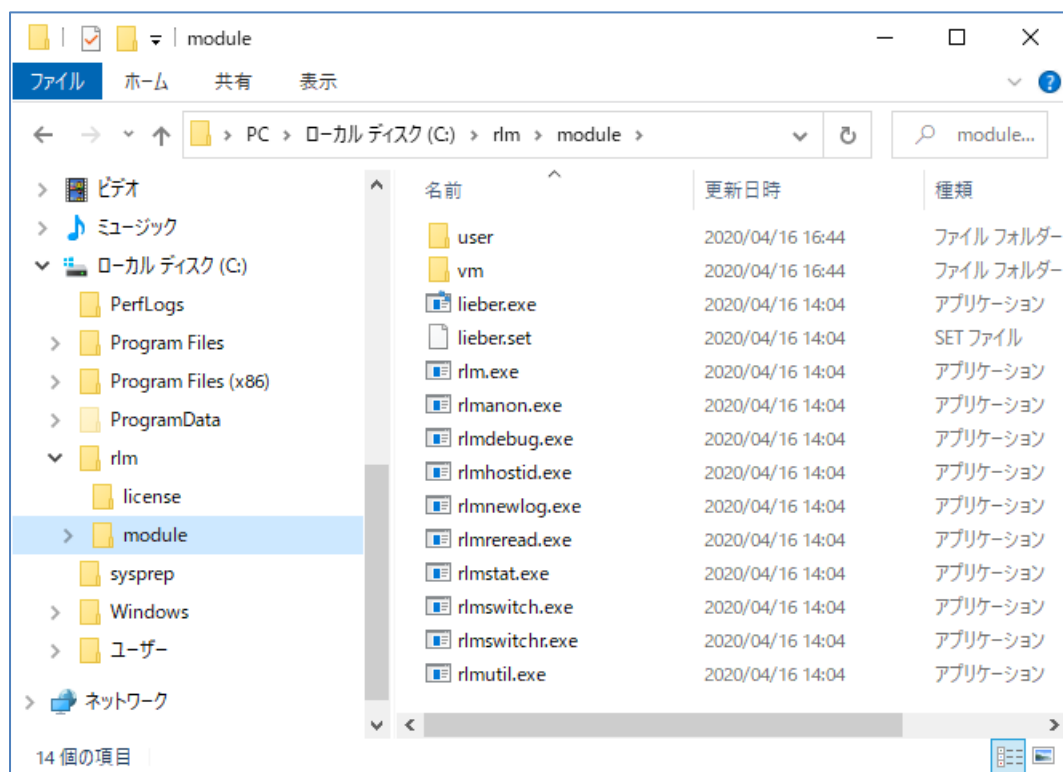 module
ファイル ホーム 共有 表示
PC ローカル ディスク (C:) rlm module
module...
ビデオ
ミュージック
ローカル ディスク (C:)
PerfLogs
Program Files
Program Files (x86)
ProgramData
rlm
license
module
sysprep
Windows
ユーザー
ネットワーク
名前 更新日時 種類
user 2020/04/16 16:44 ファイル フォルダー
vm 2020/04/16 16:44 ファイル フォルダー
lieber.exe 2020/04/16 14:04 アプリケーション
lieber.set 2020/04/16 14:04 SET ファイル
rlm.exe 2020/04/16 14:04 アプリケーション
rlmanon.exe 2020/04/16 14:04 アプリケーション
rlmdebug.exe 2020/04/16 14:04 アプリケーション
rlmhostid.exe 2020/04/16 14:04 アプリケーション
rlmnewlog.exe 2020/04/16 14:04 アプリケーション
rlmreread.exe 2020/04/16 14:04 アプリケーション
rlmstat.exe 2020/04/16 14:04 アプリケーション
rlmswitch.exe 2020/04/16 14:04 アプリケーション
rlmswitchr.exe 2020/04/16 14:04 アプリケーション
rlmutil.exe 2020/04/16 14:04 アプリケーション
14 個の項目